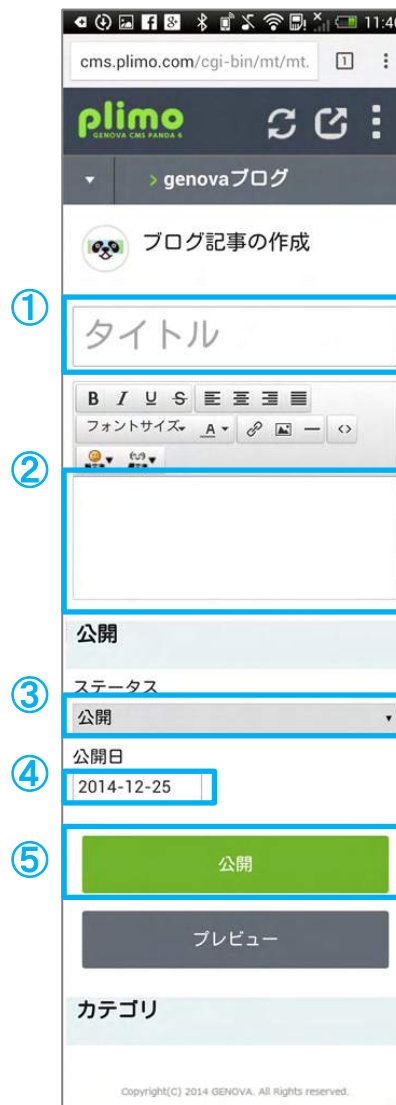 11:40
cms.plimo.com/cgi-bin/mt/mt.
1
plimo
GENOVA CMS PANDA 6
> genovaブログ
ブログ記事の作成
①
タイトル
B I U S
フォントサイズ A <>
②
公開
ステータス
③
公開
公開日
④
2014-12-25
⑤
公開
プレビュー
カテゴリ
Copyright(C) 2014 GENOVA. All Rights reserved.